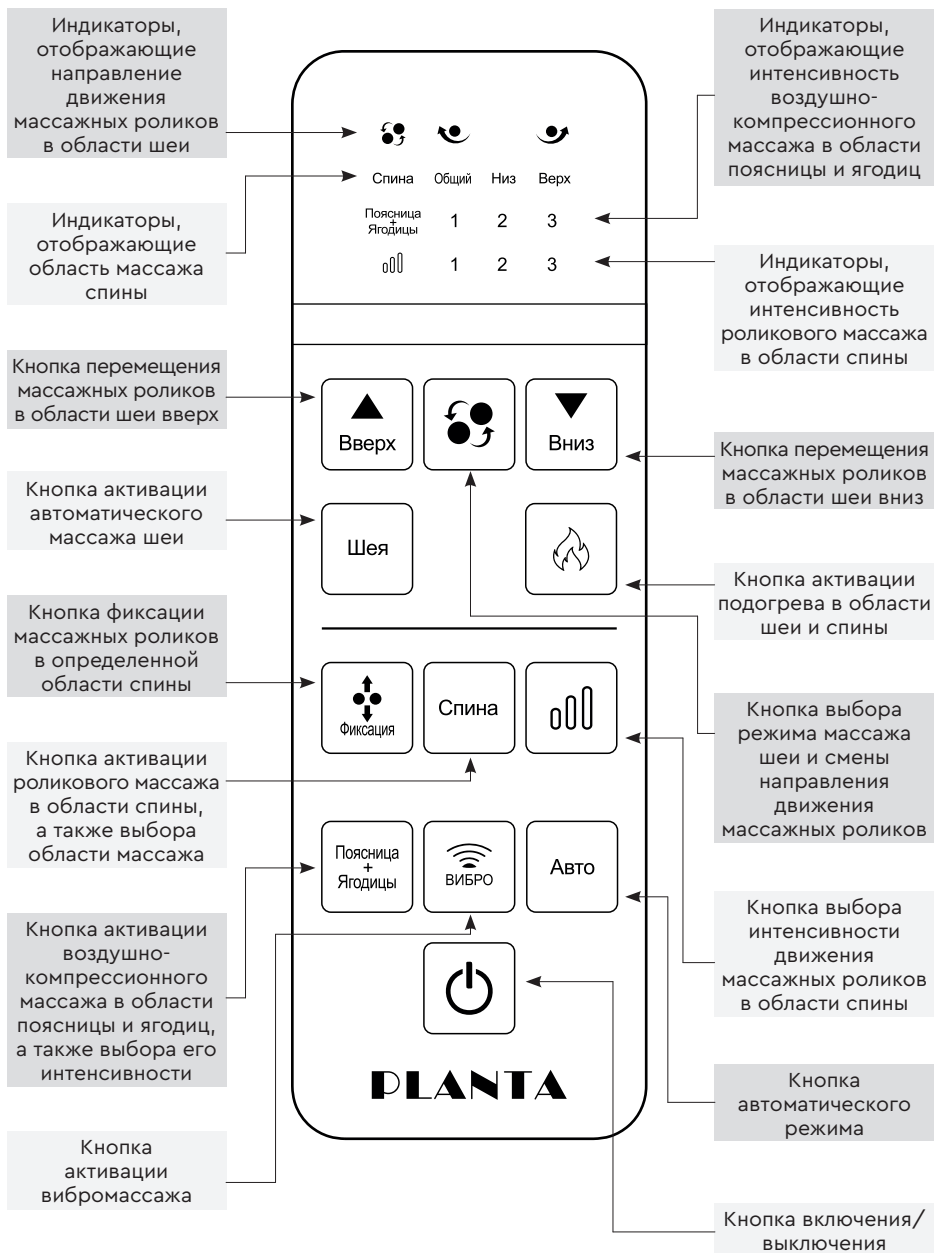 Индикаторы,
отображающие
направление
движения
массажных роликов
в области шеи
Индикаторы,
отображающие
область массажа
спины
Кнопка перемещения
массажных роликов
в области шеи вверх
Кнопка активации
автоматического
массажа шеи
Кнопка фиксации
массажных роликов
в определенной
области спины
Кнопка активации
роликового массажа
в области спины,
а также выбора
области массажа
Кнопка активации
воздушно-
компрессионного
массажа в области
поясницы и ягодиц,
а также выбора его
интенсивности
Кнопка
активации
вибромассажа
Спина Общий Низ Верх
Поясница
+
Ягодицы
1 2 3
1 2 3
Вверх
Вниз
Шея
Фиксация
Спина
Поясница
+
Ягодицы
ВИБРО
Авто
PLANTA
Индикаторы,
отображающие
интенсивность
воздушно-
компрессионного
массажа в области
поясницы и ягодиц
Индикаторы,
отображающие
интенсивность
роликового массажа
в области спины
Кнопка перемещения
массажных роликов
в области шеи вниз
Кнопка активации
подогрева в области
шеи и спины
Кнопка выбора
режима массажа
шеи и смены
направления
движения
массажных роликов
Кнопка выбора
интенсивности
движения
массажных роликов
в области спины
Кнопка
автоматического
режима
Кнопка включения/
выключения